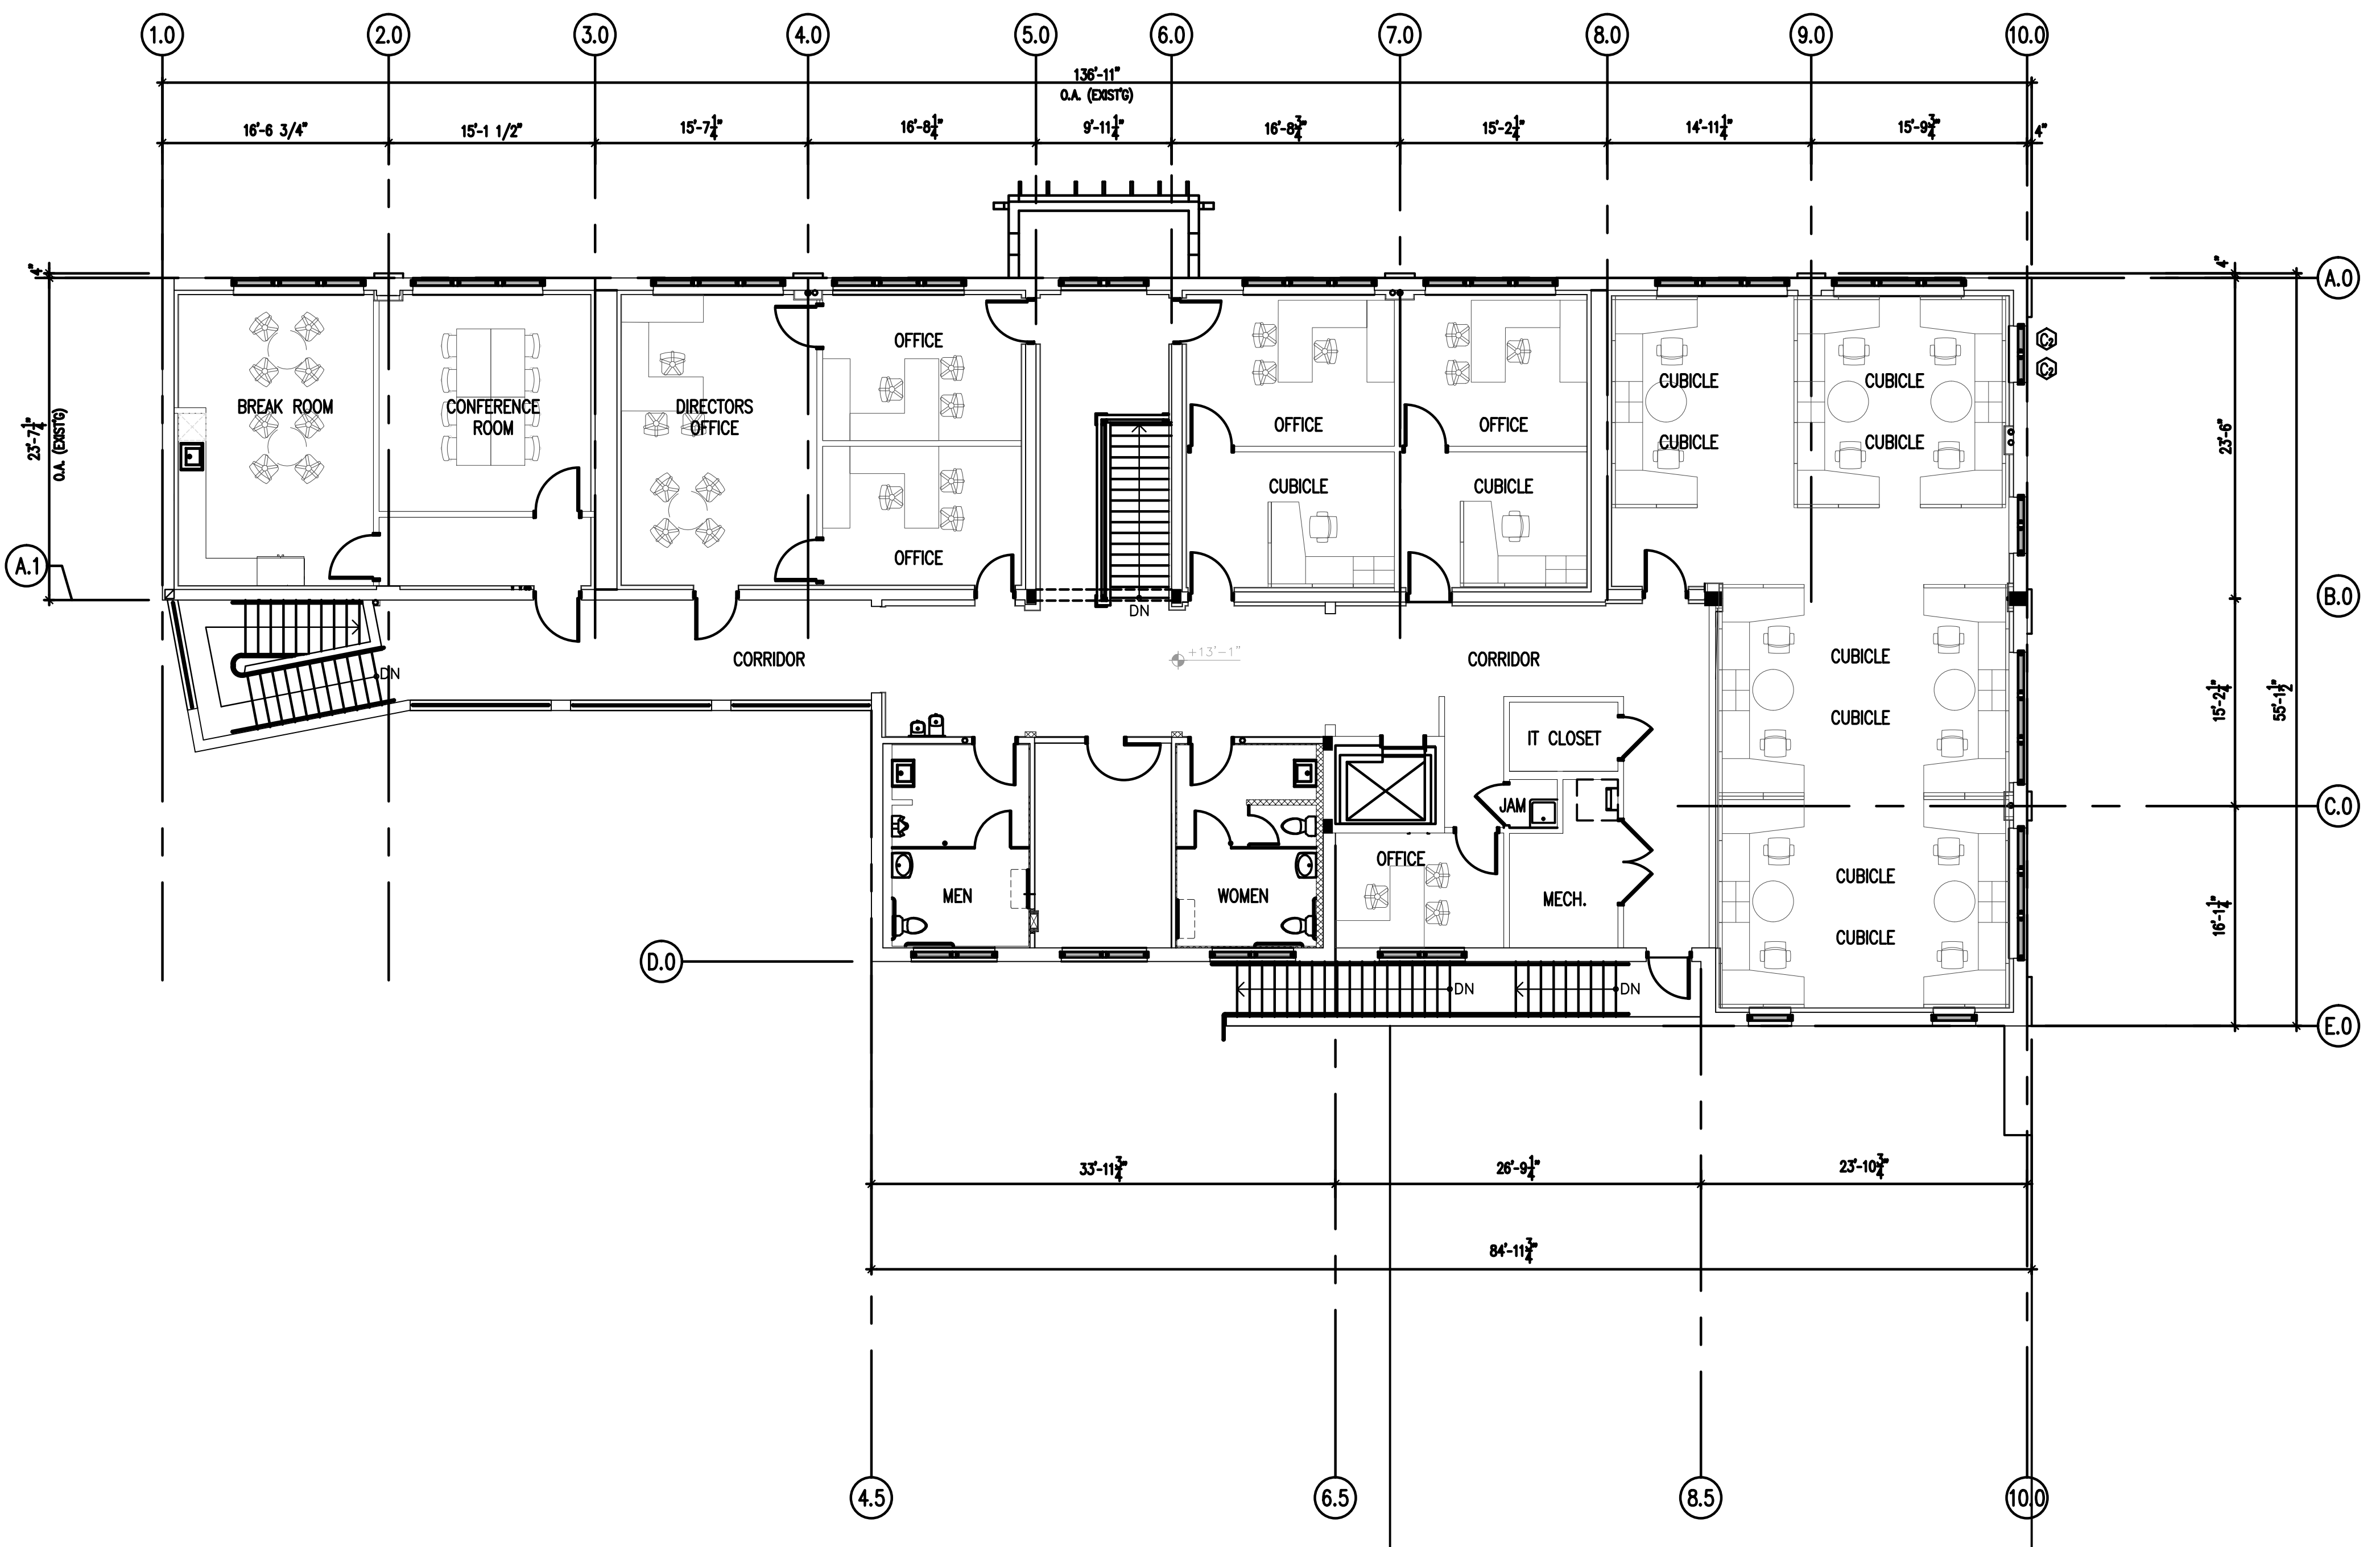 1.0 2.0 3.0 4.0 5.0 6.0 7.0 8.0 9.0 10.0
136'-11"
O.A. (EXIST'G)
16'-6 3/4" 15'-1 1/2" 15'-7 1/4" 16'-8 1/4" 9'-11 1/4" 16'-8 3/4" 15'-2 1/4" 14'-11 1/4" 15'-9 3/4" 4"
4" 4"
A.0
C2
C2
OFFICE
CUBICLE CUBICLE
BREAK ROOM CONFERENCE DIRECTORS
ROOM OFFICE OFFICE OFFICE
23'-7 1/4"
O.A. (EXIST'G)
CUBICLE CUBICLE
23'-6"
CUBICLE CUBICLE
OFFICE
A.1
B.0
DN
CORRIDOR
+13'-1"
CORRIDOR
CUBICLE
DN
15'-2 1/4"
55'-1 1/2"
CUBICLE
IT CLOSET
JAM
C.0
OFFICE
CUBICLE
MEN WOMEN MECH.
16'-1 1/4"
CUBICLE
D.0
DN DN
E.0
33'-11 3/4" 26'-9 1/4" 23'-10 3/4"
84'-11 3/4"
4.5 6.5 8.5 10.0